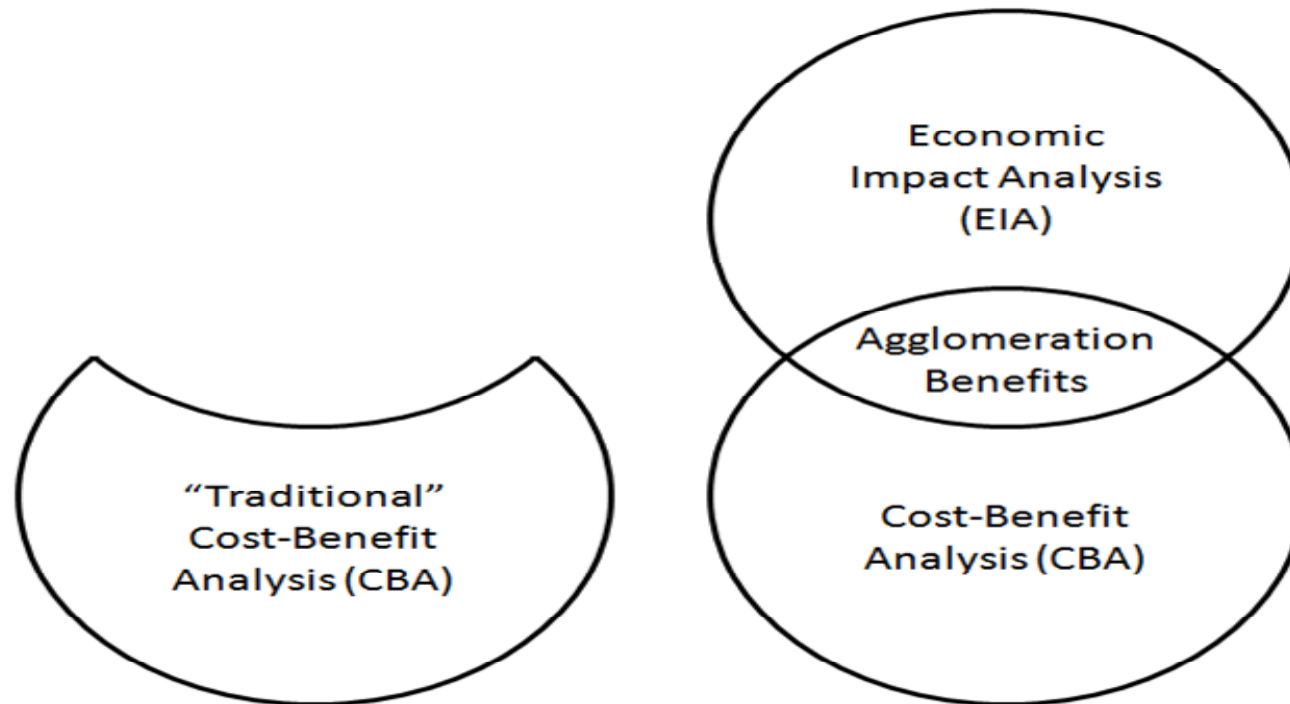 Economic
Impact Analysis
(EIA)
Agglomeration
Benefits
“Traditional”
Cost-Benefit
Analysis (CBA)
Cost-Benefit
Analysis (CBA)